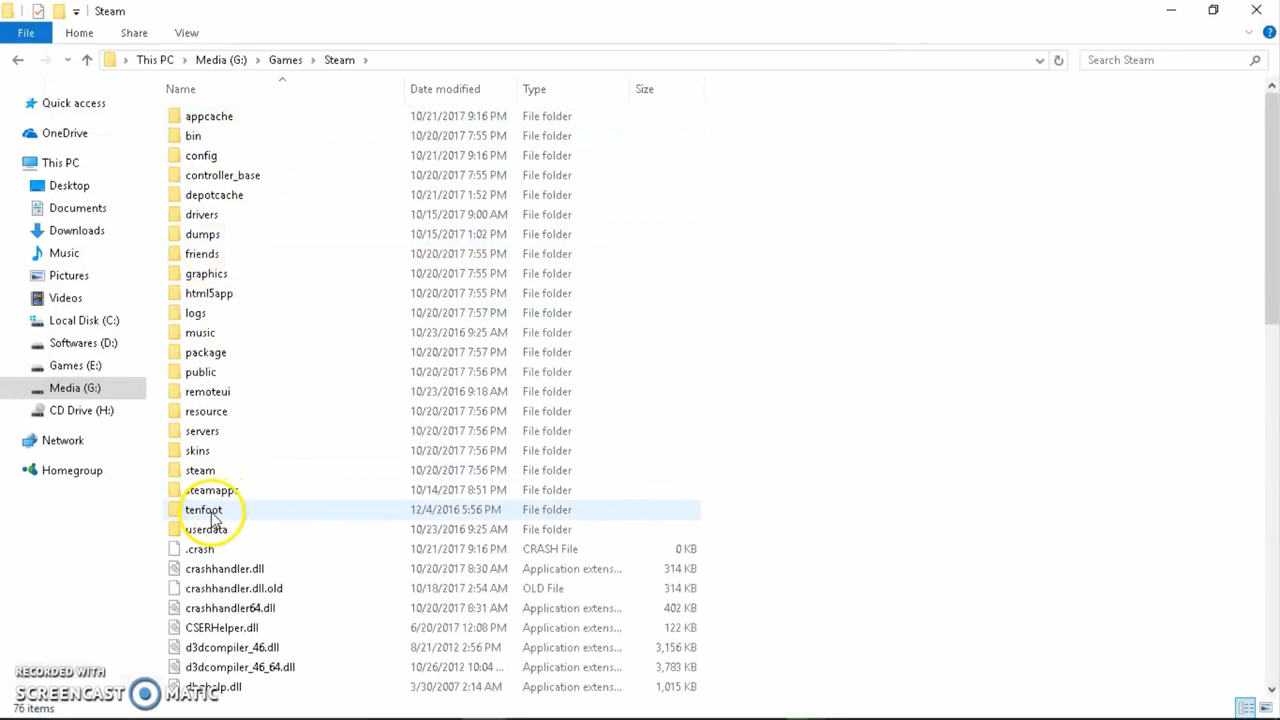 Steam
File Home Share View
This PC Media (G:) Games Steam
Search Steam
Name Date modified Type Size
Quick access
OneDrive
This PC
Desktop
Documents
Downloads
Music
Pictures
Videos
Local Disk (C:)
Softwares (D:)
Games (E:)
Media (G:)
CD Drive (H:)
Network
Homegroup
appcache 10/21/2017 9:16 PM File folder
bin 10/20/2017 7:55 PM File folder
config 10/21/2017 9:16 PM File folder
controller_base 10/20/2017 7:55 PM File folder
depotcache 10/21/2017 1:52 PM File folder
drivers 10/15/2017 9:00 AM File folder
dumps 10/15/2017 1:02 PM File folder
friends 10/20/2017 7:55 PM File folder
graphics 10/20/2017 7:55 PM File folder
html5app 10/20/2017 7:55 PM File folder
logs 10/20/2017 7:57 PM File folder
music 10/23/2016 9:25 AM File folder
package 10/20/2017 7:57 PM File folder
public 10/20/2017 7:56 PM File folder
remoteui 10/23/2016 9:18 AM File folder
resource 10/20/2017 7:56 PM File folder
servers 10/20/2017 7:56 PM File folder
skins 10/20/2017 7:56 PM File folder
steam 10/20/2017 7:56 PM File folder
steamapps 10/14/2017 8:51 PM File folder
tenfoot 12/4/2016 5:56 PM File folder
userdata 10/23/2016 9:25 AM File folder
.crash 10/21/2017 9:16 PM CRASH File 0 KB
crashhandler.dll 10/20/2017 8:30 AM Application extens... 314 KB
crashhandler.dll.old 10/18/2017 2:54 AM OLD File 314 KB
crashhandler64.dll 10/20/2017 8:31 AM Application extens... 402 KB
CSERHelper.dll 6/20/2017 12:08 PM Application extens... 122 KB
d3dcompiler_46.dll 8/21/2012 2:56 PM Application extens... 3,156 KB
d3dcompiler_46_64.dll 10/26/2012 10:04 ... Application extens... 3,783 KB
dbghelp.dll 3/30/2007 2:14 AM Application extens... 1,015 KB
RECORDED WITH
SCREENCAST MATIC
76 items